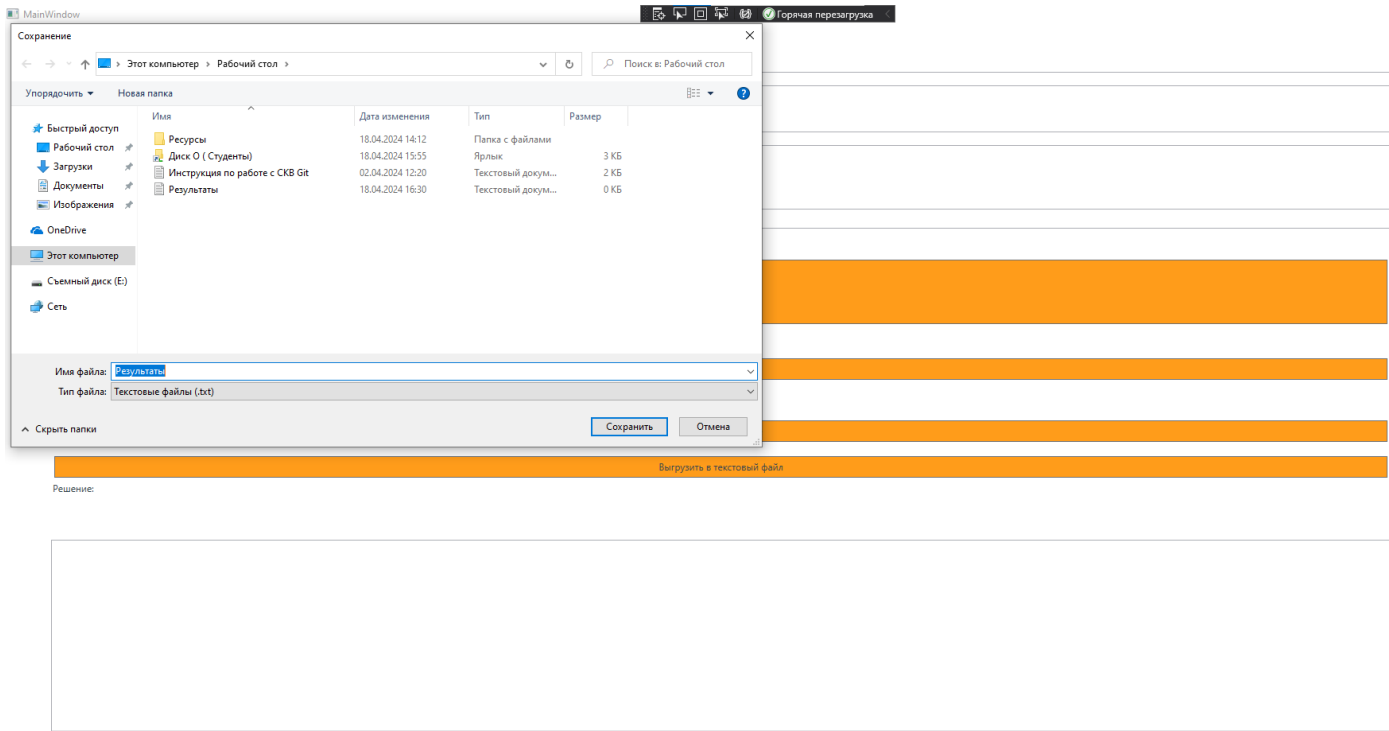 MainWindow
Горячая перезагрузка
Сохранение
Этот компьютер › Рабочий стол ›
Поиск в: Рабочий стол
Упорядочить
Новая папка
Имя Дата изменения Тип Размер
Быстрый доступ
Рабочий стол
Загрузки
Документы
Изображения
OneDrive
Этот компьютер
Съемный диск (E:)
Сеть
Ресурсы 18.04.2024 14:12 Папка с файлами
Диск O ( Студенты) 18.04.2024 15:55 Ярлык 3 КБ
Инструкция по работе с СКВ Git 02.04.2024 12:20 Текстовый докум... 2 КБ
Результаты 18.04.2024 16:30 Текстовый докум... 0 КБ
Имя файла: Результаты
Тип файла: Текстовые файлы (.txt)
Скрыть папки
Сохранить
Отмена
Выгрузить в текстовый файл
Решение: